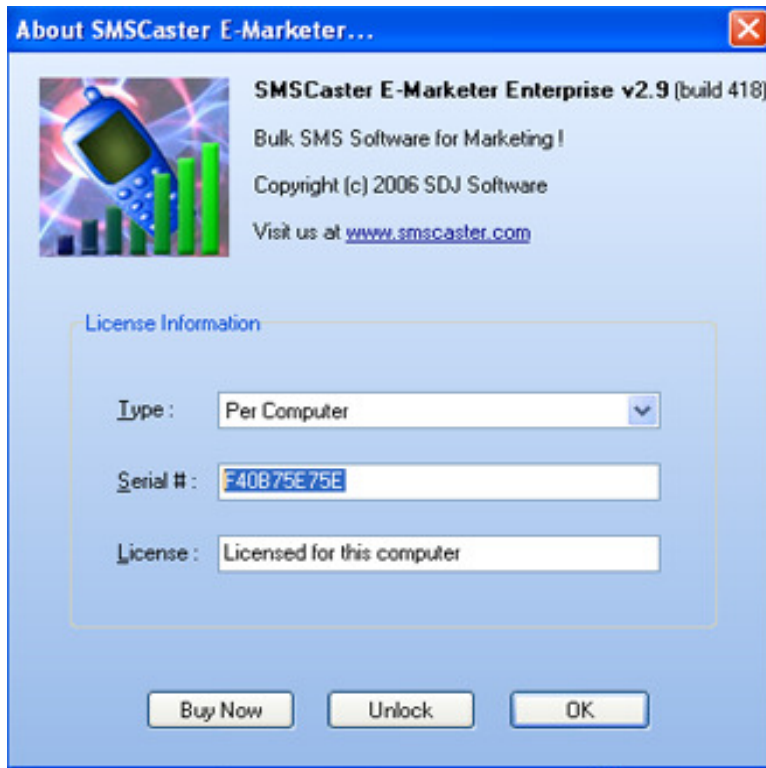 About SMSCaster E-Marketer...
SMSCaster E-Marketer Enterprise v2.9 (build 418)
Bulk SMS Software for Marketing !
Copyright (c) 2006 SDJ Software
Visit us at www.smscaster.com
License Information
Type : Per Computer
Serial # : F40B75E75E
License : Licensed for this computer
Buy Now Unlock OK